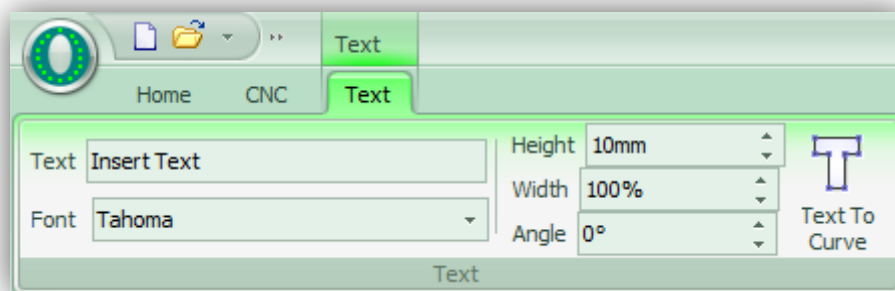 Text
Home CNC Text
Text Insert Text
Font Tahoma
Height 10mm
Width 100%
Angle 0°
Text To
Curve
Text